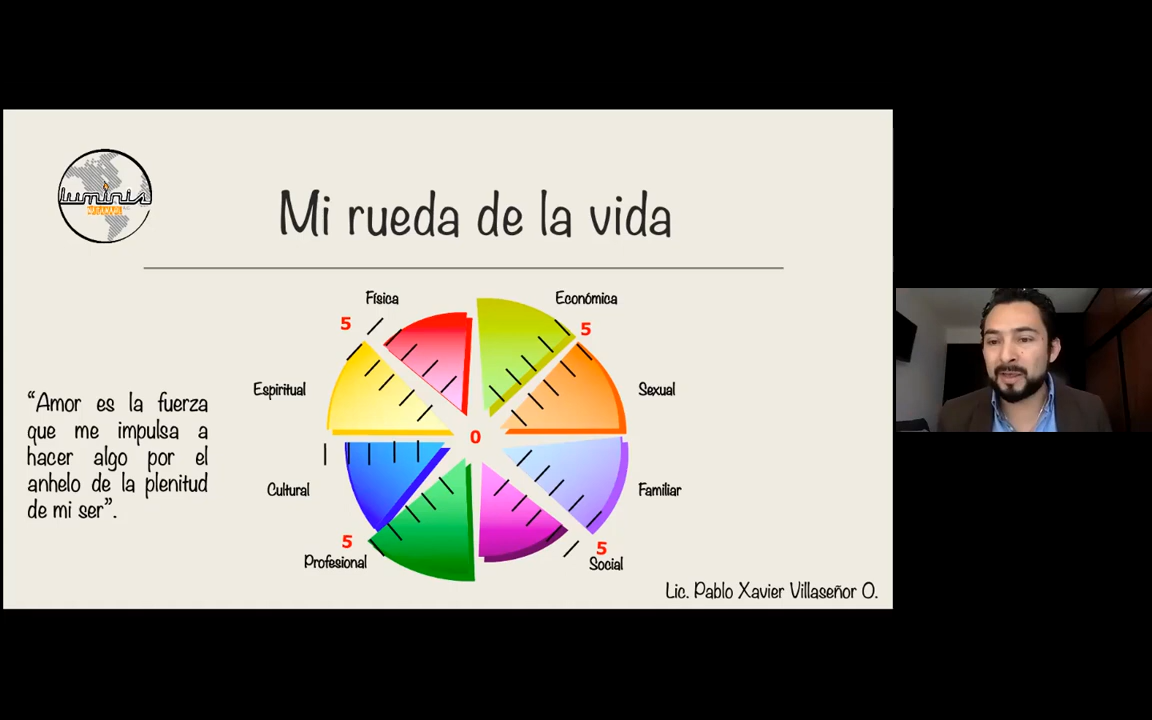 luminis
Mi rueda de la vida
Física
Económica
5
5
Espiritual
Sexual
“Amor es la fuerza
que me impulsa a
hacer algo por el
anhelo de la plenitud
de mi ser”.
0
Cultural
Familiar
5
5
Profesional
Social
Lic. Pablo Xavier Villaseñor O.